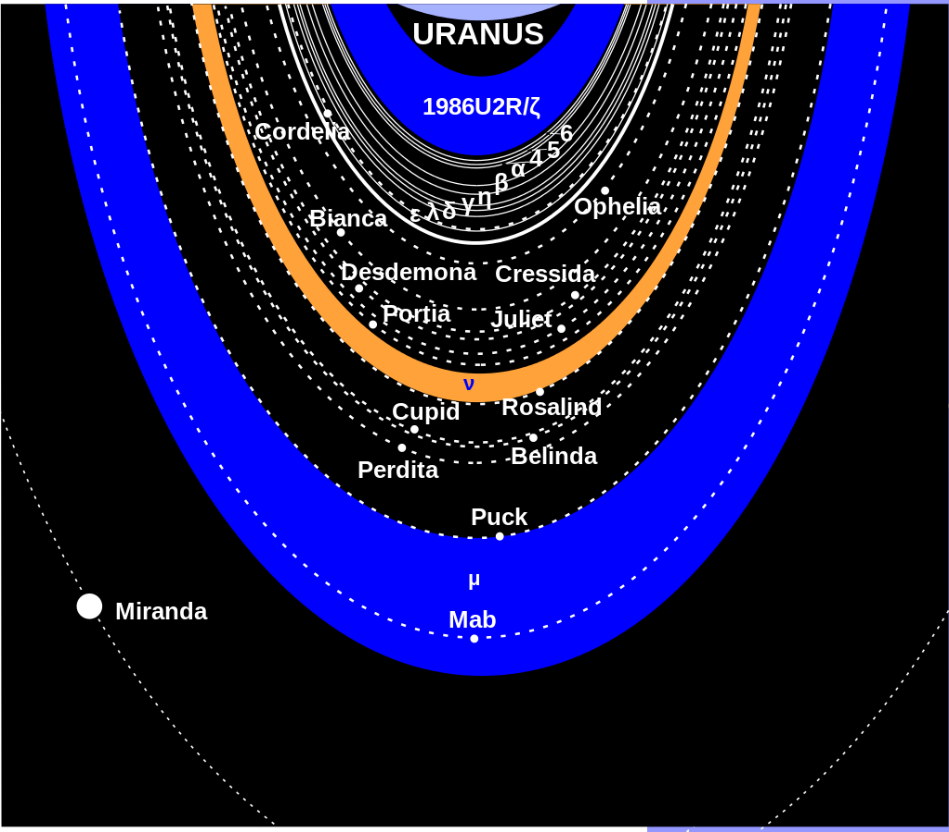 URANUS
1986U2R/ζ
Cordelia
6
5
4
α
β
η
γ
δ
λ
ε
Ophelia
Bianca
Desdemona
Cressida
Portia
Juliet
ν
Rosalind
Cupid
Belinda
Perdita
Puck
μ
Mab
Miranda